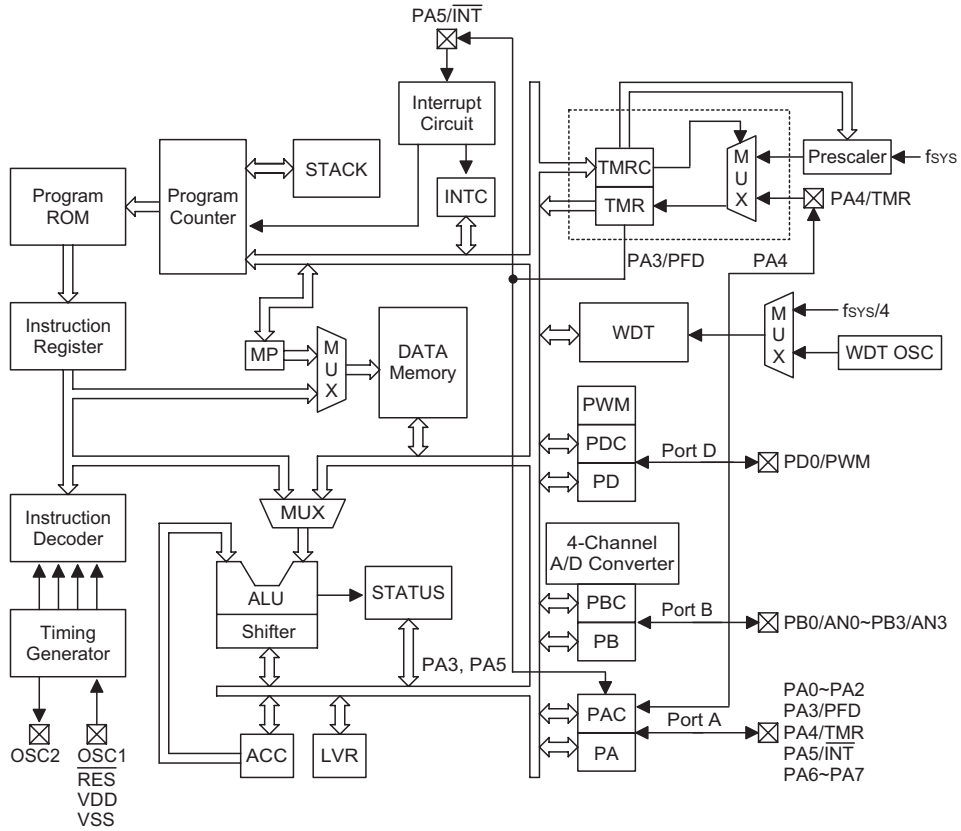 PA5/INT
Interrupt
Circuit
STACK
Program
ROM
Program
Counter
INTC
TMRC
TMR
M
U
X
Prescaler
fSYS
PA4/TMR
PA3/PFD
PA4
Instruction
Register
MP
M
U
X
DATA
Memory
WDT
M
U
X
fSYS/4
WDT OSC
PWM
PDC
PD
Port D
PD0/PWM
Instruction
Decoder
MUX
ALU
Shifter
STATUS
4-Channel
A/D Converter
PBC
PB
Port B
PB0/AN0~PB3/AN3
Timing
Generator
PA3, PA5
PAC
PA
Port A
PA0~PA2
PA3/PFD
PA4/TMR
PA5/INT
PA6~PA7
OSC2
OSC1
RES
VDD
VSS
ACC
LVR